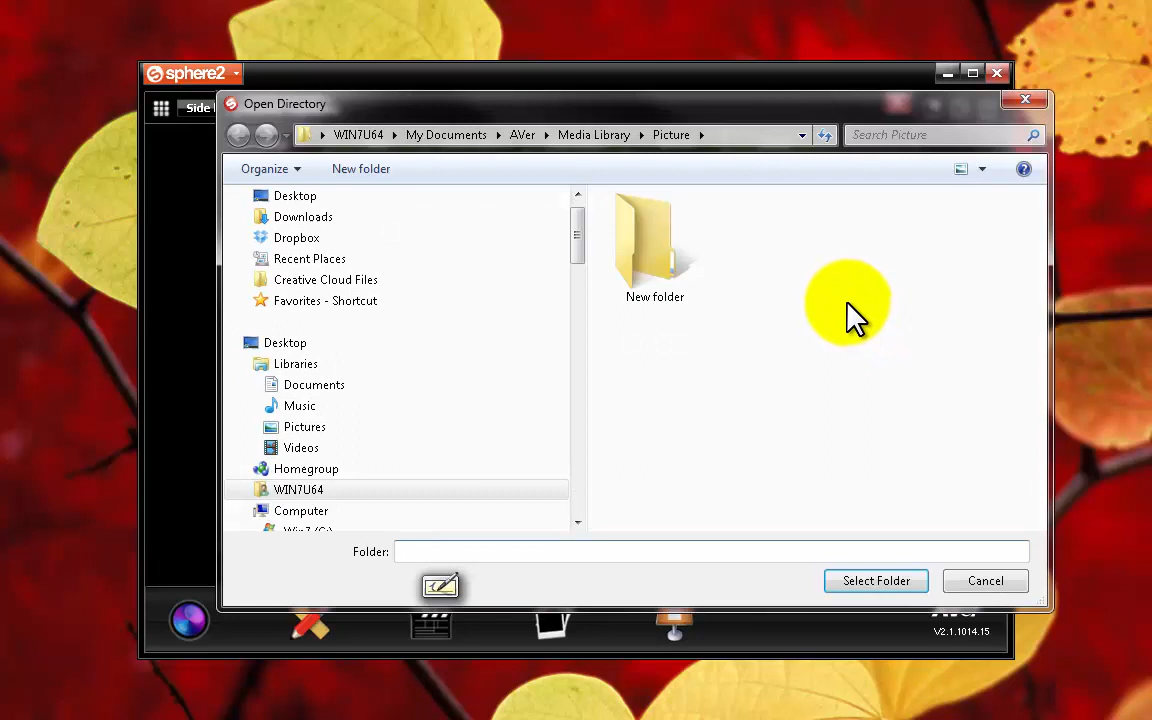 sphere2
Side
Open Directory
WIN7U64 My Documents AVer Media Library Picture
Search Picture
Organize New folder
Desktop
Downloads
Dropbox
Recent Places
Creative Cloud Files
Favorites - Shortcut
Desktop
Libraries
Documents
Music
Pictures
Videos
Homegroup
WIN7U64
Computer
Win7 (C:)
New folder
Folder:
Select Folder Cancel
V2.1.1014.15